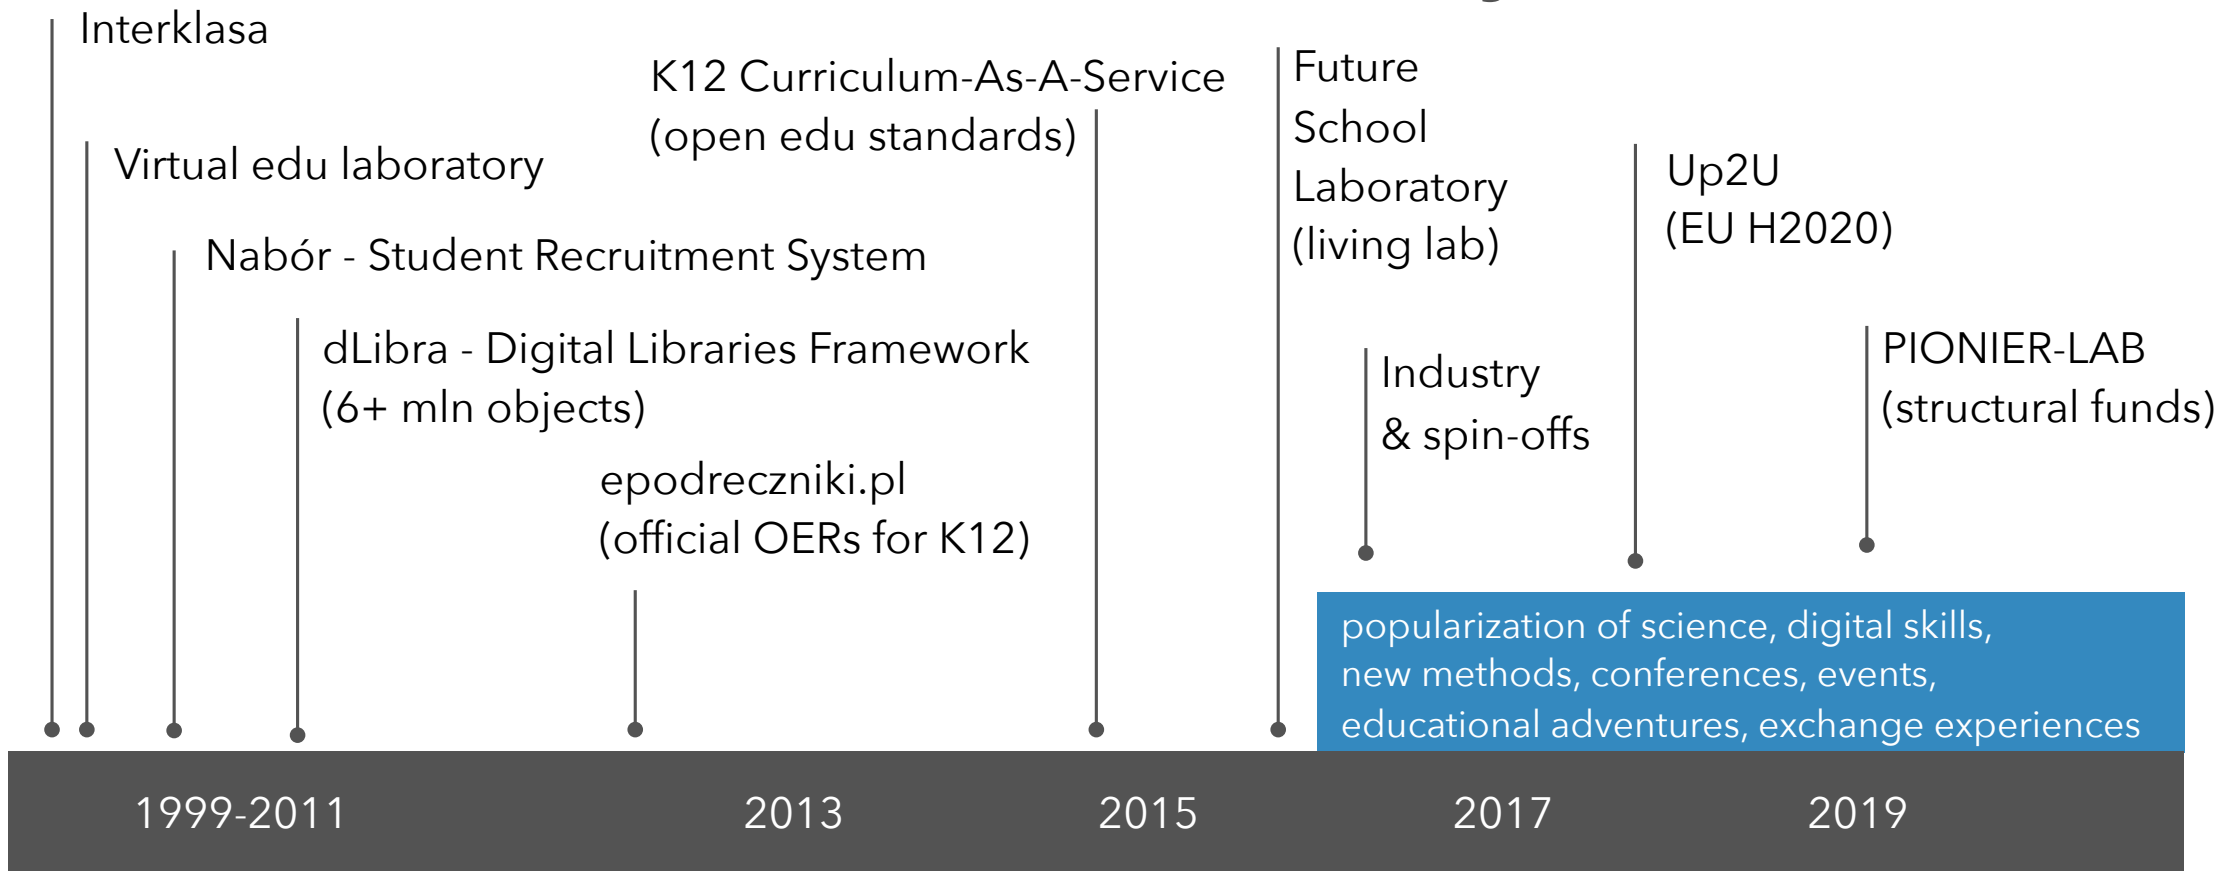 Interklasa
Virtual edu laboratory
Nabór - Student Recruitment System
dLibra - Digital Libraries Framework
(6+ mln objects)
epodreczniki.pl
(official OERs for K12)
K12 Curriculum-As-A-Service
(open edu standards)
Future
School
Laboratory
(living lab)
Industry
& spin-offs
Up2U
(EU H2020)
PIONIER-LAB
(structural funds)
popularization of science, digital skills,
new methods, conferences, events,
educational adventures, exchange experiences
1999-2011
2013
2015
2017
2019